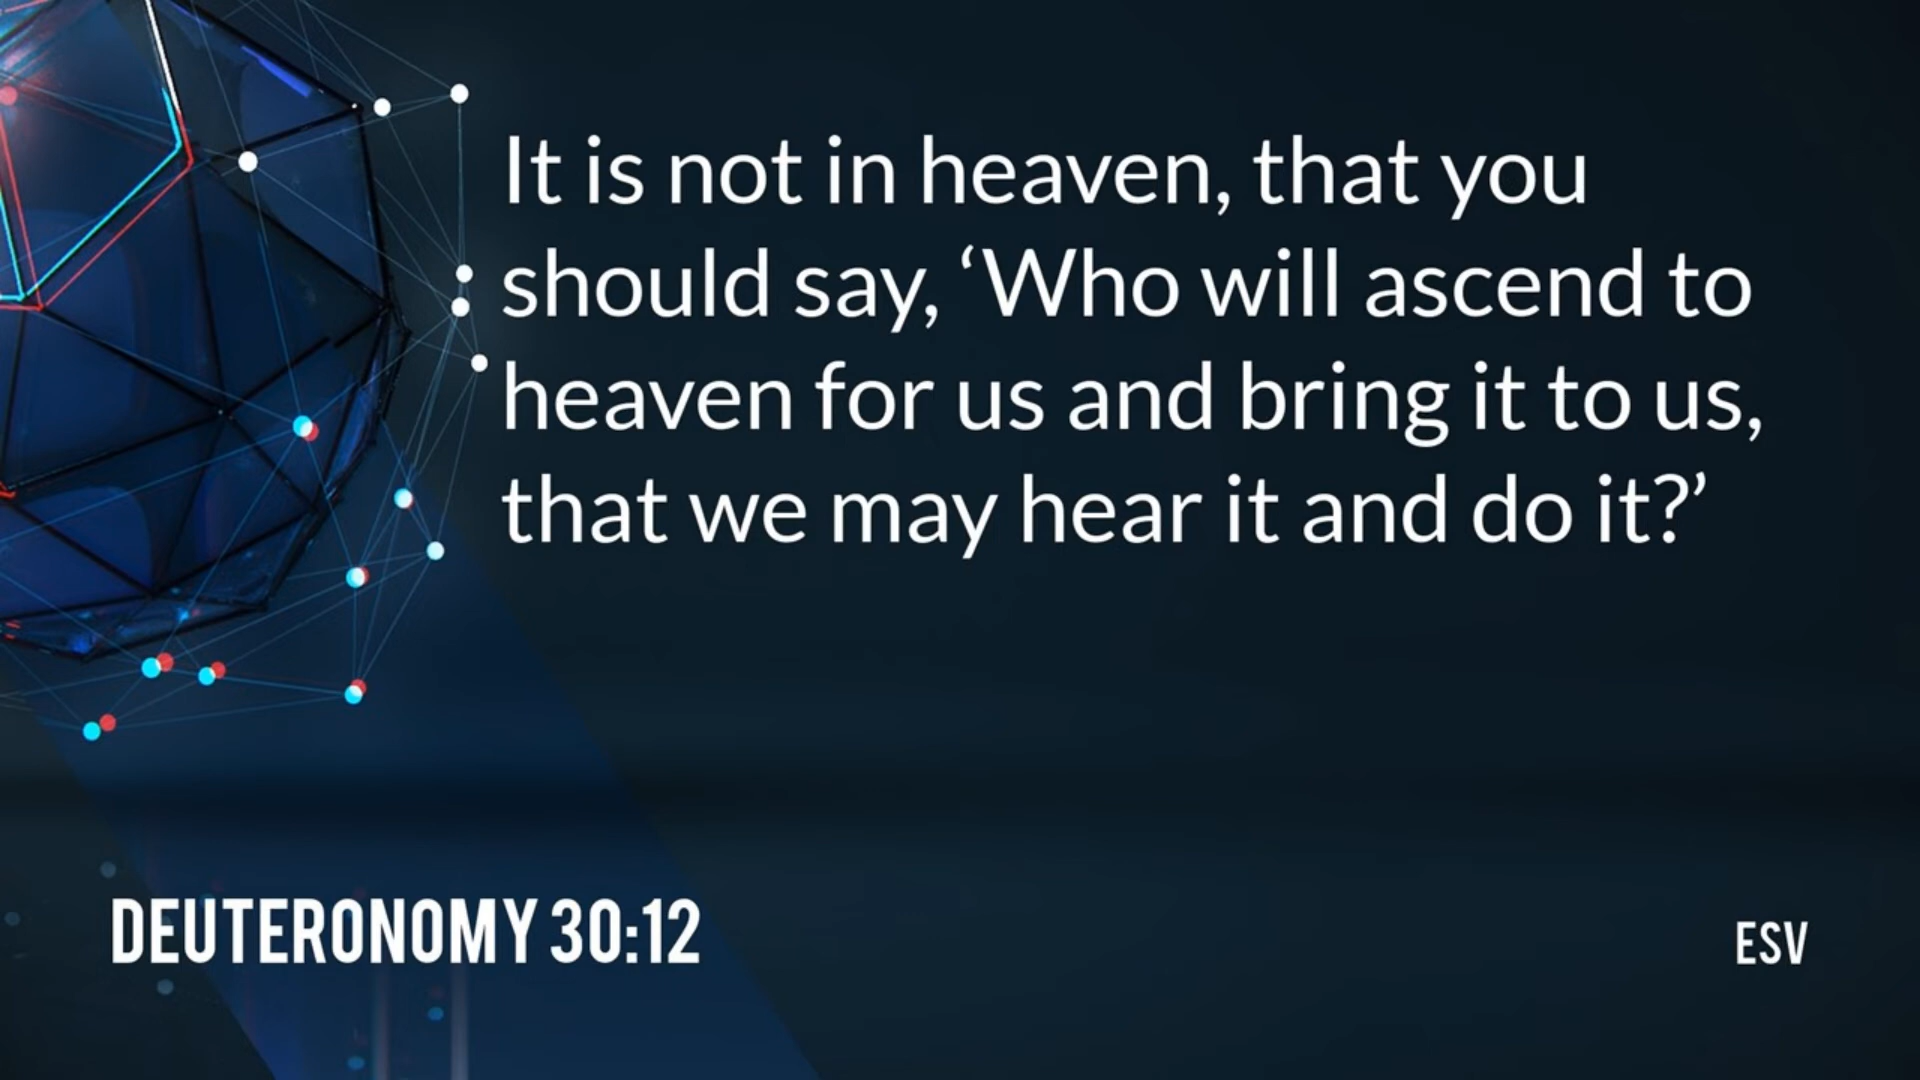 It is not in heaven, that you
should say, ‘Who will ascend to
heaven for us and bring it to us,
that we may hear it and do it?’
DEUTERONOMY 30:12
ESV